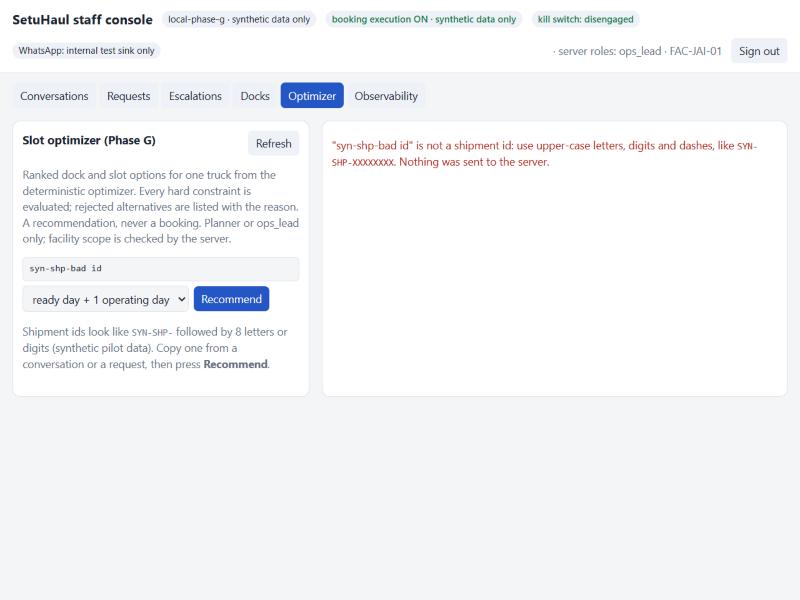 SetuHaul staff console
local-phase-g · synthetic data only
booking execution ON · synthetic data only
kill switch: disengaged
WhatsApp: internal test sink only
· server roles: ops_lead · FAC-JAI-01
Sign out
Conversations
Requests
Escalations
Docks
Optimizer
Observability
Slot optimizer (Phase G)
Refresh
Ranked dock and slot options for one truck from the
deterministic optimizer. Every hard constraint is
evaluated; rejected alternatives are listed with the reason.
A recommendation, never a booking. Planner or ops_lead
only; facility scope is checked by the server.
syn-shp-bad id
ready day + 1 operating day
Recommend
Shipment ids look like SYN-SHP- followed by 8 letters or
digits (synthetic pilot data). Copy one from a
conversation or a request, then press Recommend.
"syn-shp-bad id" is not a shipment id: use upper-case letters, digits and dashes, like SYN-
SHP-XXXXXXXX. Nothing was sent to the server.